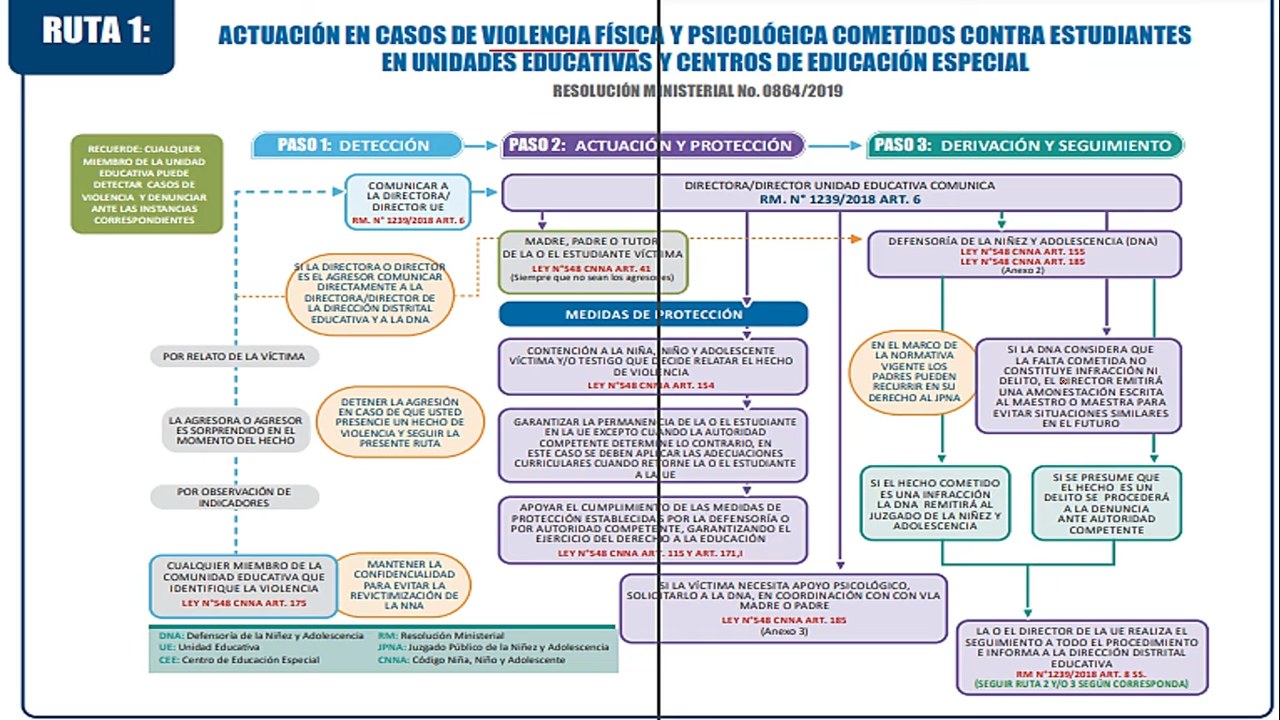 RUTA 1:
ACTUACIÓN EN CASOS DE VIOLENCIA FÍSICA Y PSICOLÓGICA COMETIDOS CONTRA ESTUDIANTES
EN UNIDADES EDUCATIVAS Y CENTROS DE EDUCACIÓN ESPECIAL
RESOLUCIÓN MINISTERIAL No. 0864/2019
RECUERDE: CUALQUIER
MIEMBRO DE LA UNIDAD
EDUCATIVA PUEDE
DETECTAR CASOS DE
VIOLENCIA Y DENUNCIAR
ANTE LAS INSTANCIAS
CORRESPONDIENTES
PASO 1: DETECCIÓN
COMUNICAR A
LA DIRECTORA/
DIRECTOR UE
RM. N° 1239/2018 ART. 6
SI LA DIRECTORA O DIRECTOR
ES EL AGRESOR COMUNICAR
DIRECTAMENTE A LA
DIRECTORA/DIRECTOR DE
LA DIRECCIÓN DISTRITAL
EDUCATIVA Y A LA DNA
POR RELATO DE LA VÍCTIMA
LA AGRESORA O AGRESOR
ES SORPRENDIDO EN EL
MOMENTO DEL HECHO
DETENER LA AGRESIÓN
EN CASO DE QUE USTED
PRESENCIE UN HECHO DE
VIOLENCIA Y SEGUIR LA
PRESENTE RUTA
POR OBSERVACIÓN DE
INDICADORES
CUALQUIER MIEMBRO DE LA
COMUNIDAD EDUCATIVA QUE
IDENTIFIQUE LA VIOLENCIA
LEY N°548 CNNA ART. 175
MANTENER LA
CONFIDENCIALIDAD
PARA EVITAR LA
REVICTIMIZACIÓN DE
LA NNA
PASO 2: ACTUACIÓN Y PROTECCIÓN
DIRECTORA/DIRECTOR UNIDAD EDUCATIVA COMUNICA
RM. N° 1239/2018 ART. 6
MADRE, PADRE O TUTOR
DE LA O EL ESTUDIANTE VÍCTIMA
LEY N°548 CNNA ART. 41
(Siempre que no sean los agresores)
MEDIDAS DE PROTECCIÓN
CONTENCIÓN A LA NIÑA, NIÑO Y ADOLESCENTE
VÍCTIMA Y/O TESTIGO QUE DECIDE RELATAR EL HECHO
DE VIOLENCIA
LEY N°548 CNNA ART. 154
GARANTIZAR LA PERMANENCIA DE LA O EL ESTUDIANTE
EN LA UE EXCEPTO CUANDO LA AUTORIDAD
COMPETENTE DETERMINE LO CONTRARIO, EN
ESTE CASO SE DEBEN APLICAR LAS ADECUACIONES
CURRICULARES CUANDO RETORNE LA O EL ESTUDIANTE
A LA UE
APOYAR EL CUMPLIMIENTO DE LAS MEDIDAS DE
PROTECCIÓN ESTABLECIDAS POR LA DEFENSORÍA O
POR AUTORIDAD COMPETENTE, GARANTIZANDO EL
EJERCICIO DEL DERECHO A LA EDUCACIÓN
LEY N°548 CNNA ART. 115 Y ART. 171,I
SI LA VÍCTIMA NECESITA APOYO PSICOLÓGICO,
SOLICITARLO A LA DNA, EN COORDINACIÓN CON CON VLA
MADRE O PADRE
LEY N°548 CNNA ART. 185
(Anexo 3)
PASO 3: DERIVACIÓN Y SEGUIMIENTO
DEFENSORÍA DE LA NIÑEZ Y ADOLESCENCIA (DNA)
LEY N°548 CNNA ART. 155
LEY N°548 CNNA ART. 185
(Anexo 2)
EN EL MARCO DE
LA NORMATIVA
VIGENTE LOS
PADRES PUEDEN
RECURRIR EN SU
DERECHO AL JPNA
SI LA DNA CONSIDERA QUE
LA FALTA COMETIDA NO
CONSTITUYE INFRACCIÓN NI
DELITO, EL DIRECTOR EMITIRÁ
UNA AMONESTACIÓN ESCRITA
AL MAESTRO O MAESTRA PARA
EVITAR SITUACIONES SIMILARES
EN EL FUTURO
SI EL HECHO COMETIDO
ES UNA INFRACCIÓN
LA DNA REMITIRÁ AL
JUZGADO DE LA NIÑEZ Y
ADOLESCENCIA
SI SE PRESUME QUE
EL HECHO ES UN
DELITO SE PROCEDERÁ
A LA DENUNCIA
ANTE AUTORIDAD
COMPETENTE
LA O EL DIRECTOR DE LA UE REALIZA EL
SEGUIMIENTO A TODO EL PROCEDIMIENTO
E INFORMA A LA DIRECCIÓN DISTRITAL
EDUCATIVA
RM N°1239/2018 ART. 8 SS.
(SEGUIR RUTA 2 Y/O 3 SEGÚN CORRESPONDA)
DNA: Defensoría de la Niñez y Adolescencia
UE: Unidad Educativa
CEE: Centro de Educación Especial
RM: Resolución Ministerial
JPNA: Juzgado Público de la Niñez y Adolescencia
CNNA: Código Niña, Niño y Adolescente